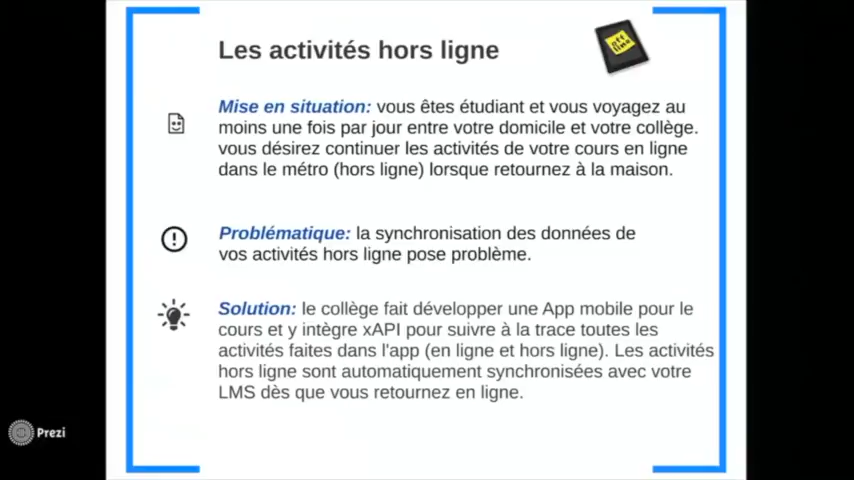 Les activités hors ligne
off
line
Mise en situation: vous êtes étudiant et vous voyagez au
moins une fois par jour entre votre domicile et votre collège.
vous désirez continuer les activités de votre cours en ligne
dans le métro (hors ligne) lorsque retournez à la maison.
Problématique: la synchronisation des données de
vos activités hors ligne pose problème.
Solution: le collège fait développer une App mobile pour le
cours et y intègre xAPI pour suivre à la trace toutes les
activités faites dans l'app (en ligne et hors ligne). Les activités
hors ligne sont automatiquement synchronisées avec votre
LMS dès que vous retournez en ligne.
Prezi